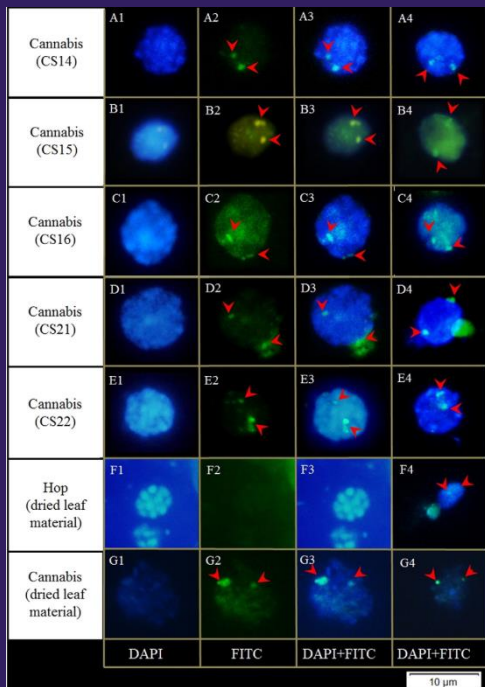 A1 A2 A3 A4
Cannabis
(CS14)
B1 B2 B3 B4
Cannabis
(CS15)
C1 C2 C3 C4
Cannabis
(CS16)
D1 D2 D3 D4
Cannabis
(CS21)
E1 E2 E3 E4
Cannabis
(CS22)
F1 F2 F3 F4
Hop
(dried leaf
material)
G1 G2 G3 G4
Cannabis
(dried leaf
material)
DAPI FITC DAPI+FITC DAPI+FITC
10 µm